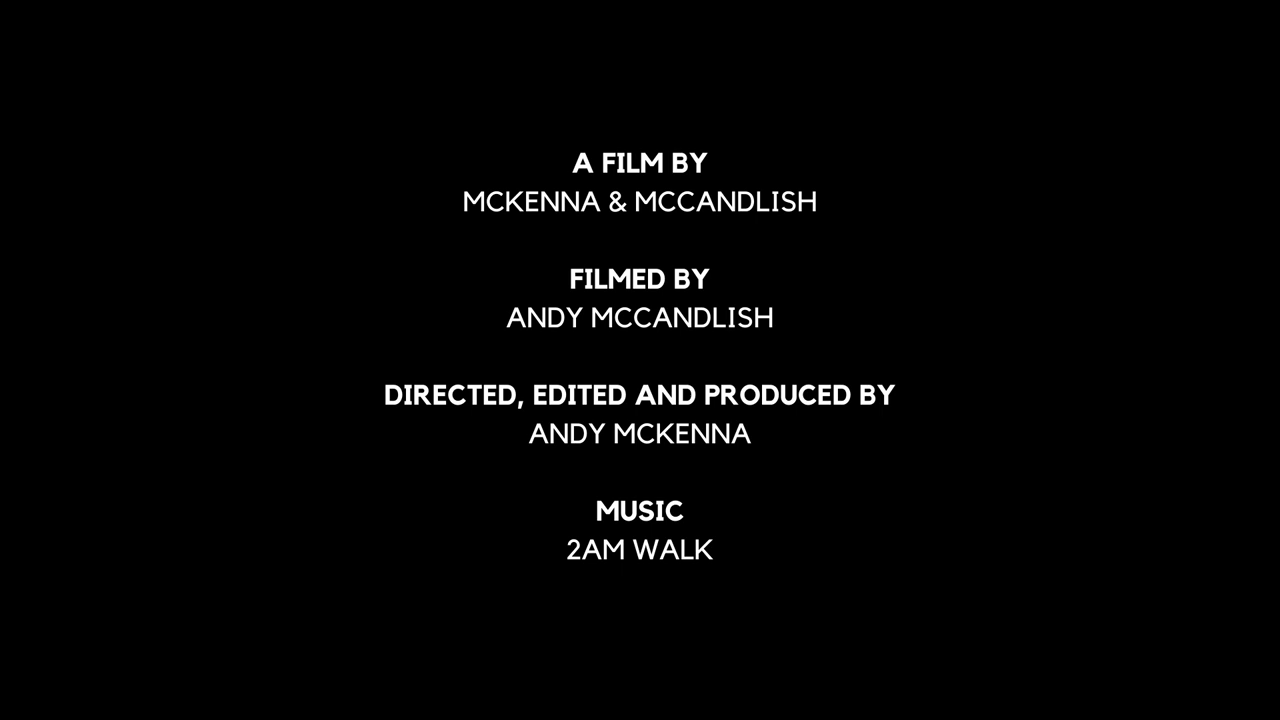 A FILM BY
MCKENNA & MCCANDLISH
FILMED BY
ANDY MCCANDLISH
DIRECTED, EDITED AND PRODUCED BY
ANDY MCKENNA
MUSIC
2AM WALK